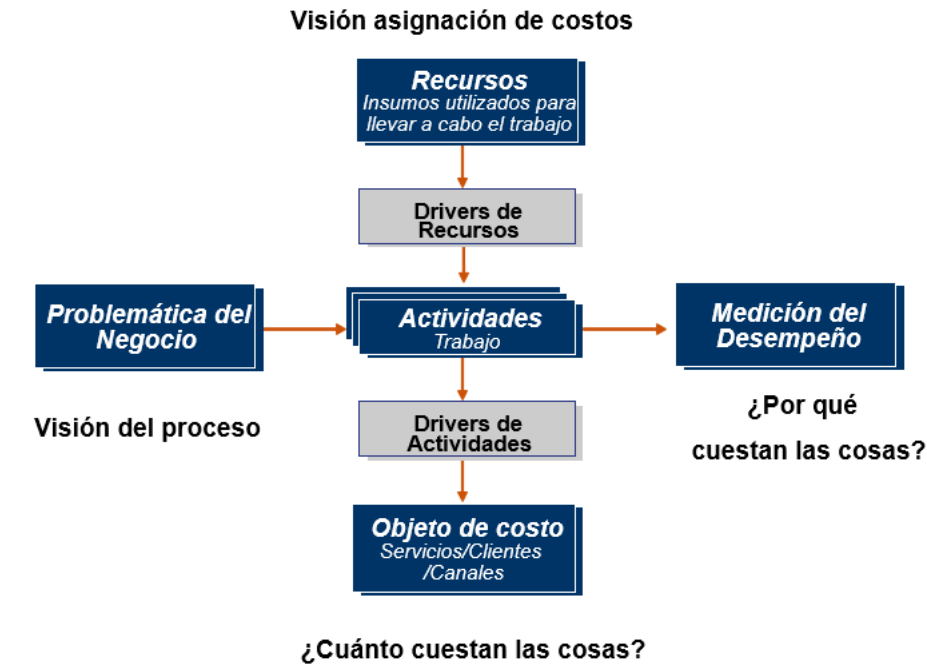 Visión asignación de costos
Recursos
Insumos utilizados para
llevar a cabo el trabajo
Drivers de
Recursos
Problemática del
Negocio
Actividades
Trabajo
Medición del
Desempeño
Visión del proceso
¿Por qué
cuestan las cosas?
Drivers de
Actividades
Objeto de costo
Servicios/Clientes
/Canales
¿Cuánto cuestan las cosas?